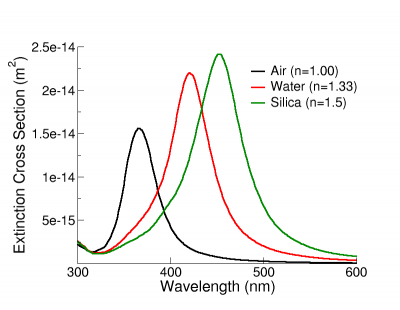 2.5e-14
2e-14
1.5e-14
1e-14
5e-15
Extinction Cross Section (m²)
Air (n=1.00)
Water (n=1.33)
Silica (n=1.5)
300 400 500 600
Wavelength (nm)